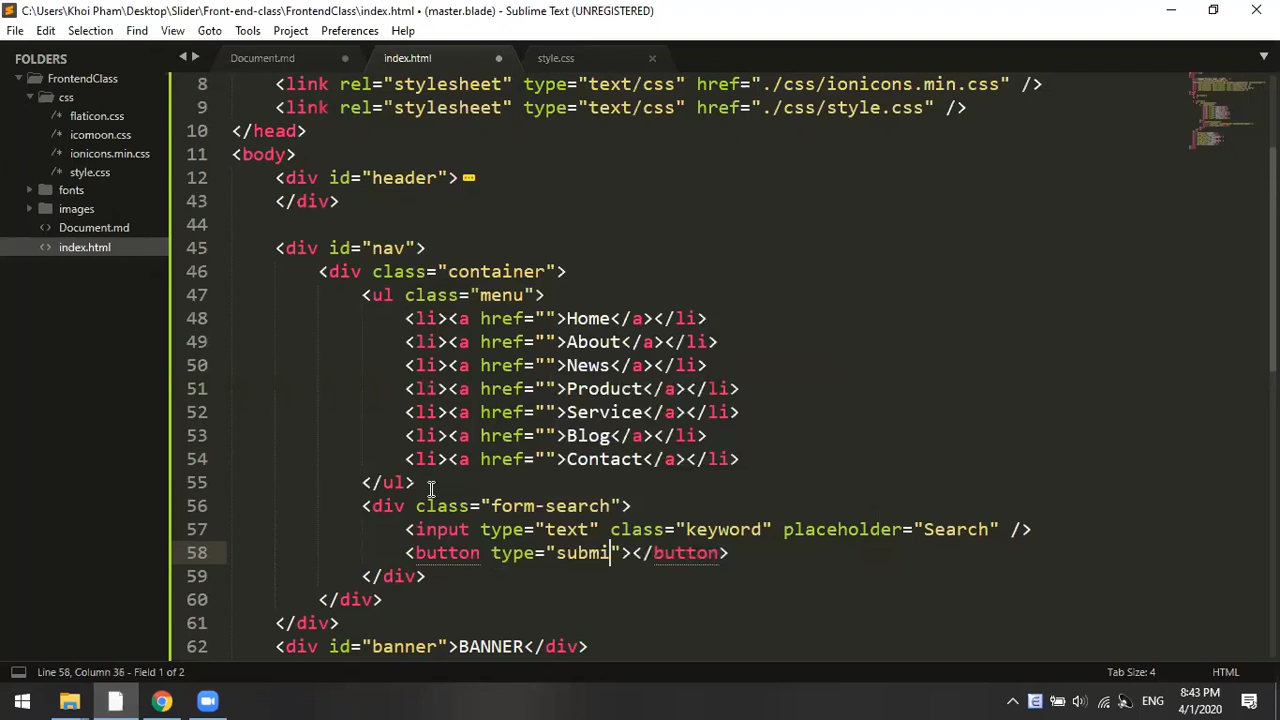 C:\Users\Khoi Pham\Desktop\Slider\Front-end-class\FrontendClass\index.html • (master.blade) - Sublime Text (UNREGISTERED)
File Edit Selection Find View Goto Tools Project Preferences Help
FOLDERS
FrontendClass
css
flaticon.css
icomoon.css
ionicons.min.css
style.css
fonts
images
Document.md
index.html
Document.md index.html style.css
8 <link rel="stylesheet" type="text/css" href="./css/ionicons.min.css" />
9 <link rel="stylesheet" type="text/css" href="./css/style.css" />
10 </head>
11 <body>
12 <div id="header">
43 </div>
44
45 <div id="nav">
46 <div class="container">
47 <ul class="menu">
48 <li><a href="">Home</a></li>
49 <li><a href="">About</a></li>
50 <li><a href="">News</a></li>
51 <li><a href="">Product</a></li>
52 <li><a href="">Service</a></li>
53 <li><a href="">Blog</a></li>
54 <li><a href="">Contact</a></li>
55 </ul>
56 <div class="form-search">
57 <input type="text" class="keyword" placeholder="Search" />
58 <button type="submi"></button>
59 </div>
60 </div>
61 </div>
62 <div id="banner">BANNER</div>
Line 58, Column 36 - Field 1 of 2 Tab Size: 4 HTML
ENG
8:43 PM
4/1/2020